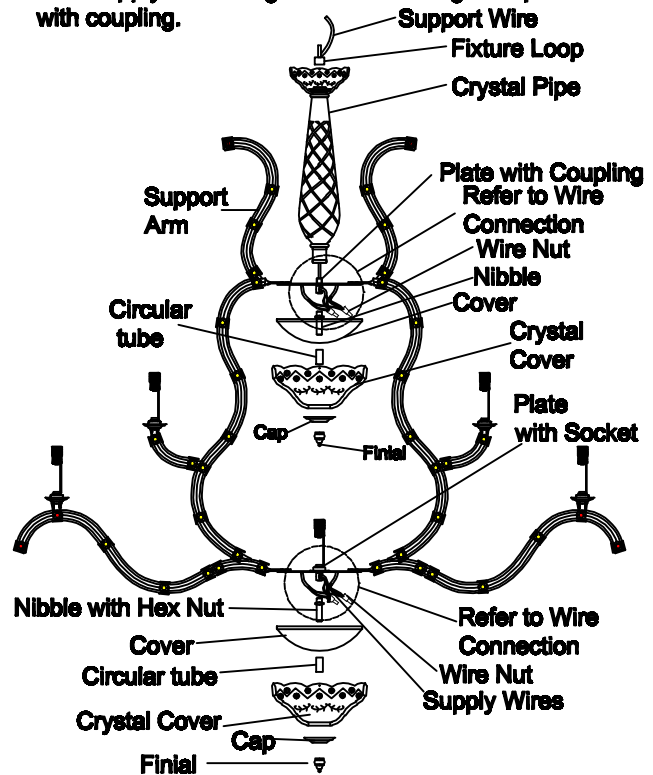 with coupling.
Support Wire
Fixture Loop
Crystal Pipe
Plate with Coupling
Refer to Wire
Connection
Support
Arm
Wire Nut
Nibble
Cover
Circular
tube
Crystal
Cover
Plate
with Socket
Cap
Finial
Nibble with Hex Nut
Refer to Wire
Connection
Cover
Circular tube
Wire Nut
Supply Wires
Crystal Cover
Cap
Finial